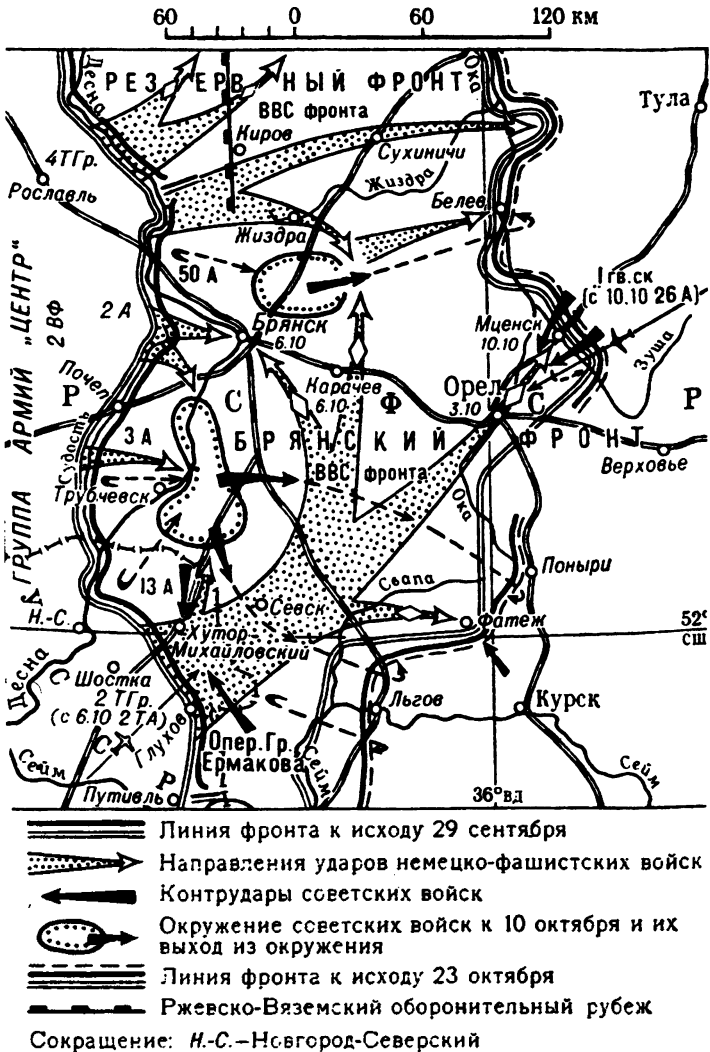 60 0 60 120 км
Десна
РЕЗЕРВНЫЙ ФРОНТ
Ока
ВВС фронта
Тула
Киров
4ТГр.
Сухиничи
Рославль
Жиздра
Белев
Жиздра
50 А
I гв.ск
(с 10.10 26 А)
ГРУППА АРМИЙ „ЦЕНТР"
2 ВФ
2 А
Брянск
6.10
Мценск
10.10
Зуша
Почеп
Карачев
6.10
Орел
3.10
Р С Ф С Р
3 А
БРЯНСКИЙ ФРОНТ
Судость
ВВС фронта
Верховье
Трубчевск
Ока
Поныри
13 А
Свапа
Севск
Н.-С.
Фатеж
52°
сш
Хутор-
Михайловский
Десна
Шостка
2 ТГр.
(с 6.10 2 ТА)
С С Р
Льгов
Курск
Глухов
Опер.Гр.
Ермакова
Сейм
Сейм
Сейм
Путивль
36°вд
Линия фронта к исходу 29 сентября
Направления ударов немецко-фашистских войск
Контрудары советских войск
Окружение советских войск к 10 октября и их
выход из окружения
Линия фронта к исходу 23 октября
Ржевско-Вяземский оборонительный рубеж
Сокращение: Н.-С.–Новгород-Северский